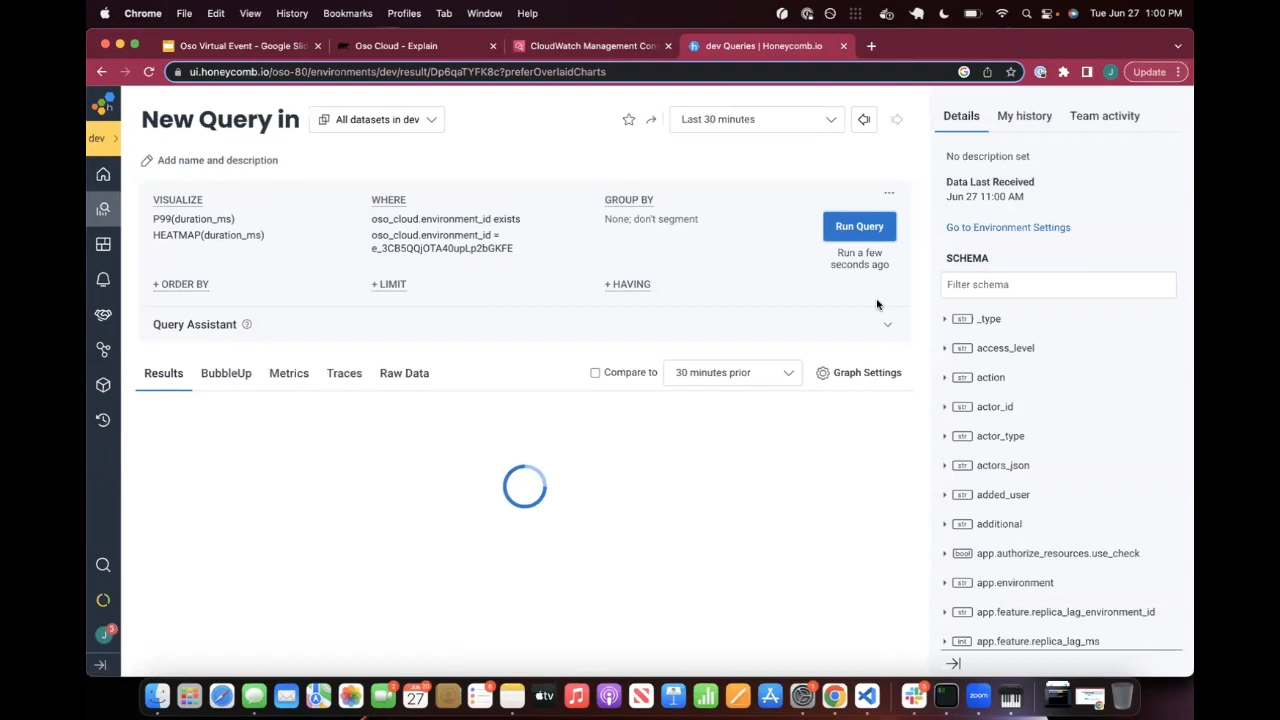 Chrome File Edit View History Bookmarks Profiles Tab Window Help Tue Jun 27 1:00 PM
Oso Virtual Event - Google Slid Oso Cloud - Explain CloudWatch Management Con dev Queries | Honeycomb.io
ui.honeycomb.io/oso-80/environments/dev/result/Dp6qaTYFK8c?preferOverlaidCharts J Update
New Query in All datasets in dev Last 30 minutes
Details My history Team activity
dev
Add name and description
No description set
Data Last Received
Jun 27 11:00 AM
Go to Environment Settings
VISUALIZE WHERE GROUP BY
P99(duration_ms) oso_cloud.environment_id exists None; don't segment
HEATMAP(duration_ms) oso_cloud.environment_id =
e_3CB5QQjOTA40upLp2bGKFE
Run Query
Run a few
seconds ago
+ ORDER BY + LIMIT + HAVING
Query Assistant
Results BubbleUp Metrics Traces Raw Data Compare to 30 minutes prior Graph Settings
SCHEMA
Filter schema
str _type
str access_level
str action
str actor_id
str actor_type
str actors_json
str added_user
str additional
bool app.authorize_resources.use_check
str app.environment
str app.feature.replica_lag_environment_id
int app.feature.replica_lag_ms
J 3
JUN 27
tv
zoom